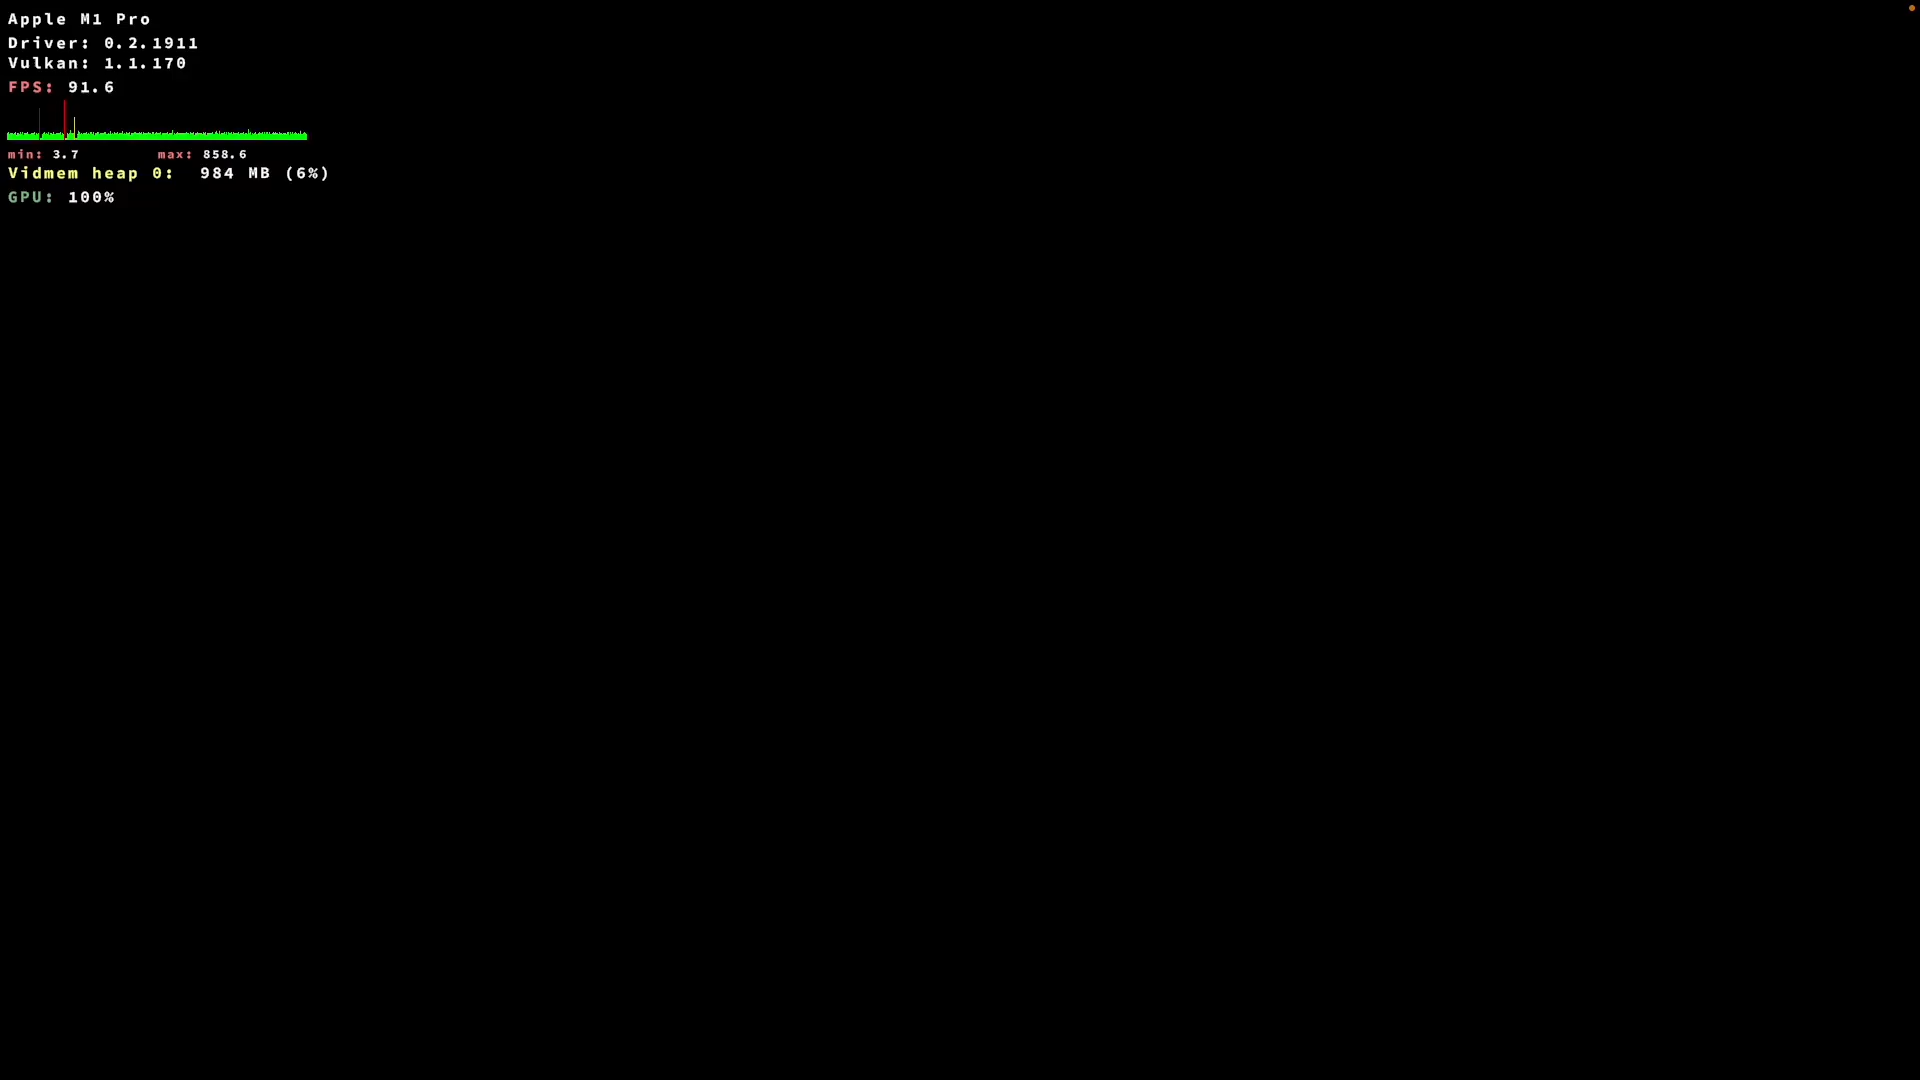 Apple M1 Pro
Driver: 0.2.1911
Vulkan: 1.1.170
FPS: 91.6
min: 3.7 max: 858.6
Vidmem heap 0: 984 MB (6%)
GPU: 100%